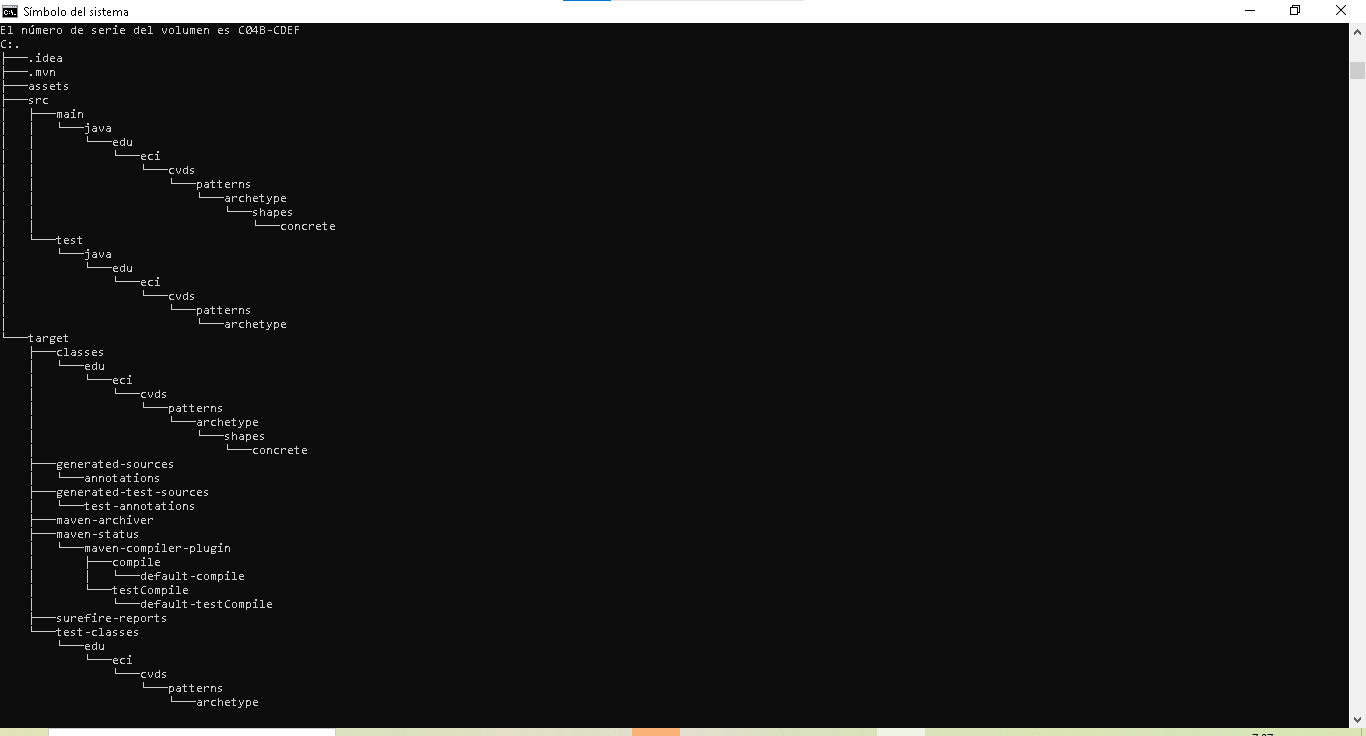 Símbolo del sistema
El número de serie del volumen es C04B-CDEF
C:.
├───.idea
├───.mvn
├───assets
├───src
│   ├───main
│   │   └───java
│   │       └───edu
│   │           └───eci
│   │               └───cvds
│   │                   └───patterns
│   │                       └───archetype
│   │                           └───shapes
│   │                               └───concrete
│   └───test
│       └───java
│           └───edu
│               └───eci
│                   └───cvds
│                       └───patterns
│                           └───archetype
└───target
    ├───classes
    │   └───edu
    │       └───eci
    │           └───cvds
    │               └───patterns
    │                   └───archetype
    │                       └───shapes
    │                           └───concrete
    ├───generated-sources
    │   └───annotations
    ├───generated-test-sources
    │   └───test-annotations
    ├───maven-archiver
    ├───maven-status
    │   └───maven-compiler-plugin
    │       ├───compile
    │       │   └───default-compile
    │       └───testCompile
    │           └───default-testCompile
    ├───surefire-reports
    └───test-classes
        └───edu
            └───eci
                └───cvds
                    └───patterns
                        └───archetype